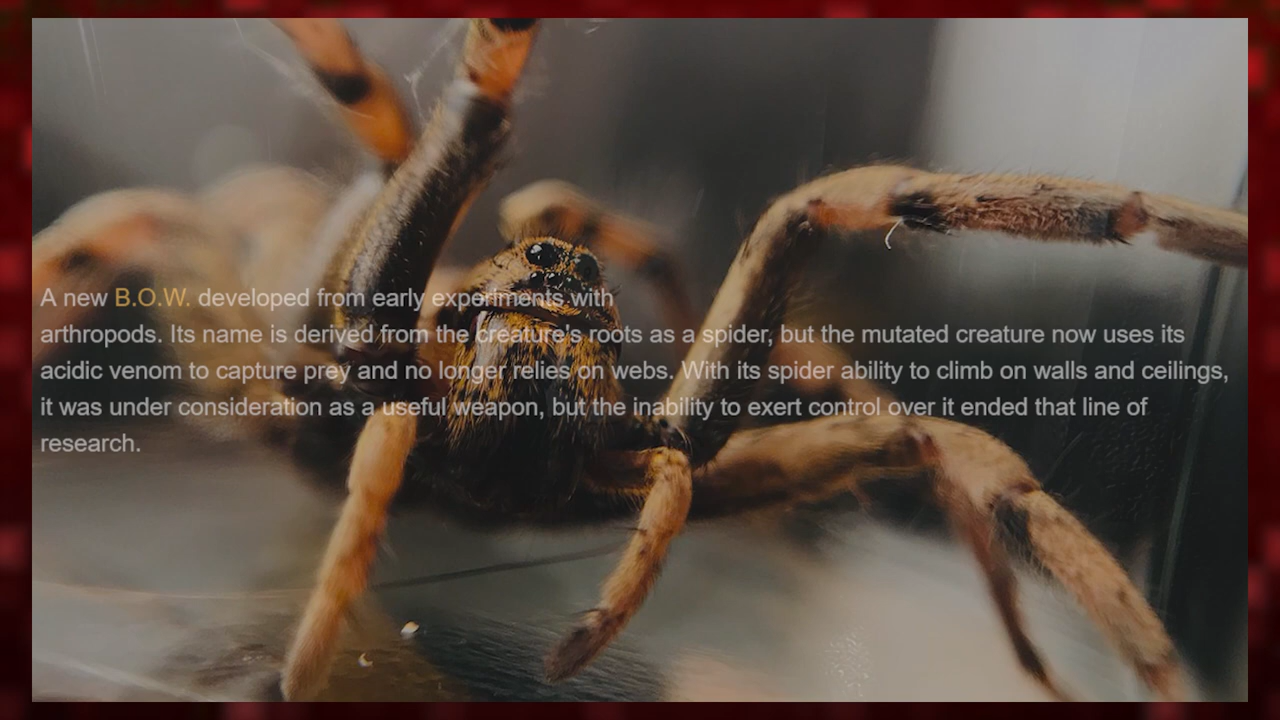 A new B.O.W. developed from early experiments with
arthropods. Its name is derived from the creature's roots as a spider, but the mutated creature now uses its
acidic venom to capture prey and no longer relies on webs. With its spider ability to climb on walls and ceilings,
it was under consideration as a useful weapon, but the inability to exert control over it ended that line of
research.